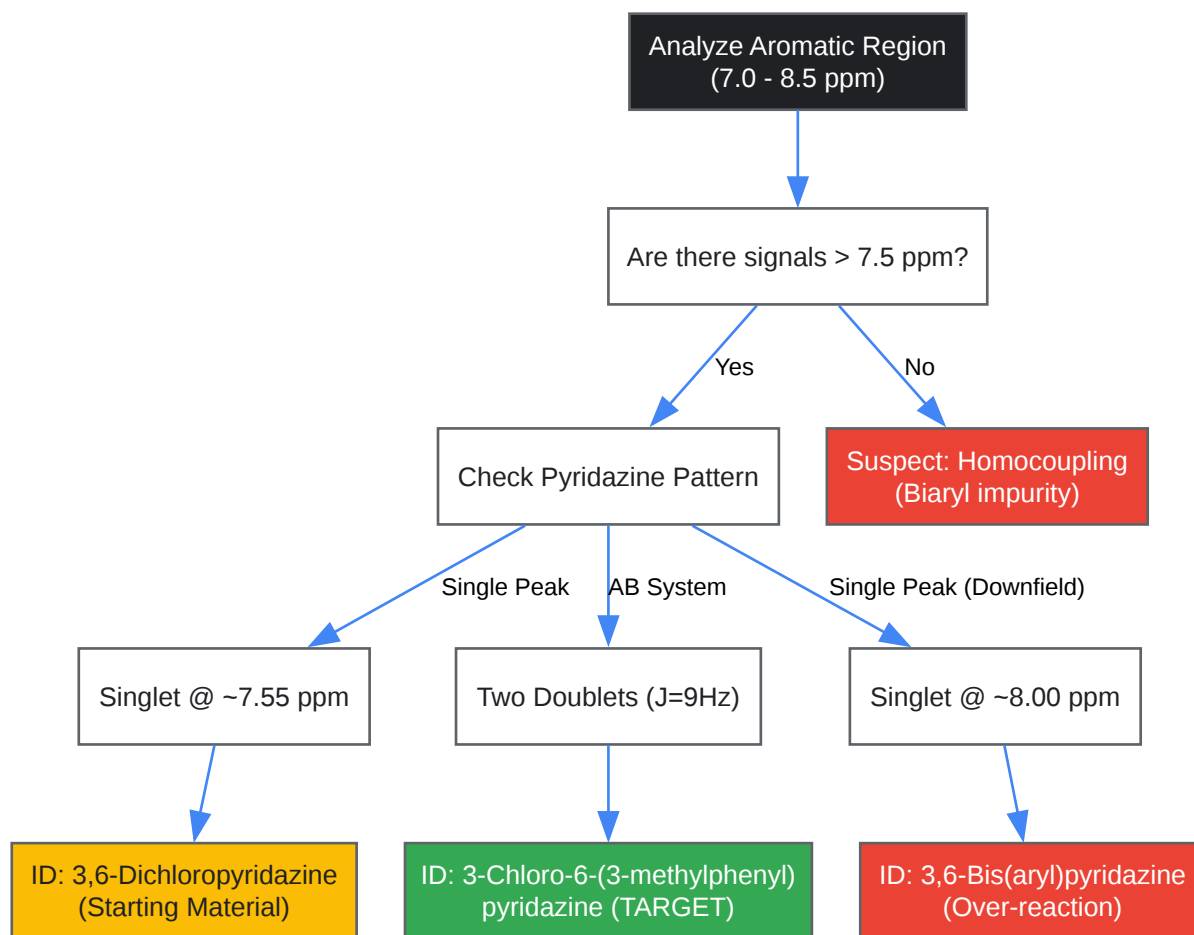 Analyze Aromatic Region
(7.0 - 8.5 ppm)
Are there signals > 7.5 ppm?
Yes
No
Check Pyridazine Pattern
Suspect: Homocoupling
(Biaryl impurity)
Single Peak
AB System
Single Peak (Downfield)
Singlet @ ~7.55 ppm
Two Doublets (J=9Hz)
Singlet @ ~8.00 ppm
ID: 3,6-Dichloropyridazine
(Starting Material)
ID: 3-Chloro-6-(3-methylphenyl)
pyridazine (TARGET)
ID: 3,6-Bis(aryl)pyridazine
(Over-reaction)